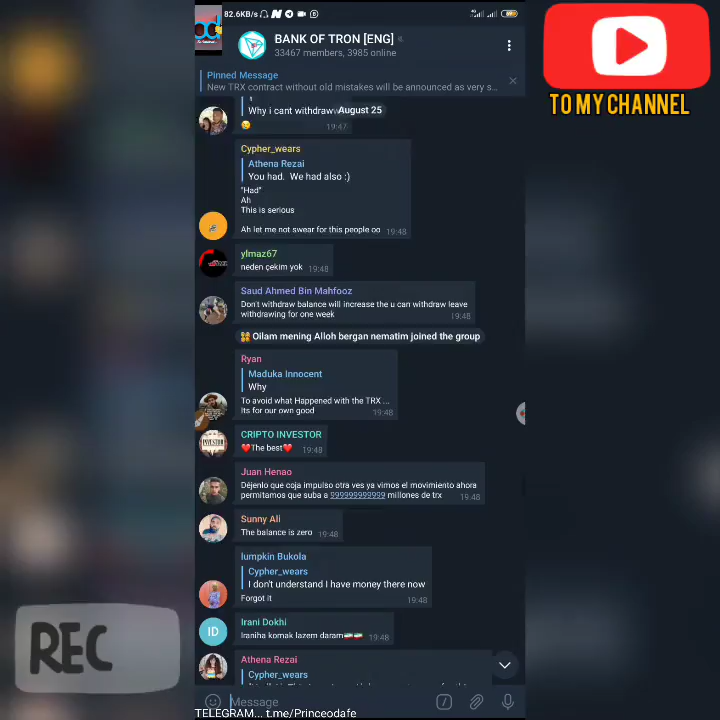 82.6KB/s
BANK OF TRON [ENG]
33467 members, 3985 online
Pinned Message
New TRX contract without old mistakes will be announced as very s...
Why i cant withdraw
August 25
19:47
Cypher_wears
Athena Rezai
You had. We had also :)
"Had"
Ah
This is serious
Ah let me not swear for this people oo 19:48
ylmaz67
neden çekim yok 19:48
Saud Ahmed Bin Mahfooz
Don't withdraw balance will increase the u can withdraw leave
withdrawing for one week 19:48
Oilam mening Alloh bergan nematim joined the group
Ryan
Maduka Innocent
Why
To avoid what Happened with the TRX ...
Its for our own good 19:48
INVESTOR
CRIPTO INVESTOR
The best 19:48
Juan Henao
Déjenlo que coja impulso otra ves ya vimos el movimiento ahora
permitamos que suba a 999999999999 millones de trx 19:48
Sunny Ali
The balance is zero 19:48
lumpkin Bukola
Cypher_wears
I don't understand I have money there now
Forgot it 19:48
ID
Irani Dokhi
Iraniha komak lazem daram 19:48
Athena Rezai
Cypher_wears
Message
TELEGRAM... t.me/Princeodafe
TO MY CHANNEL
REC